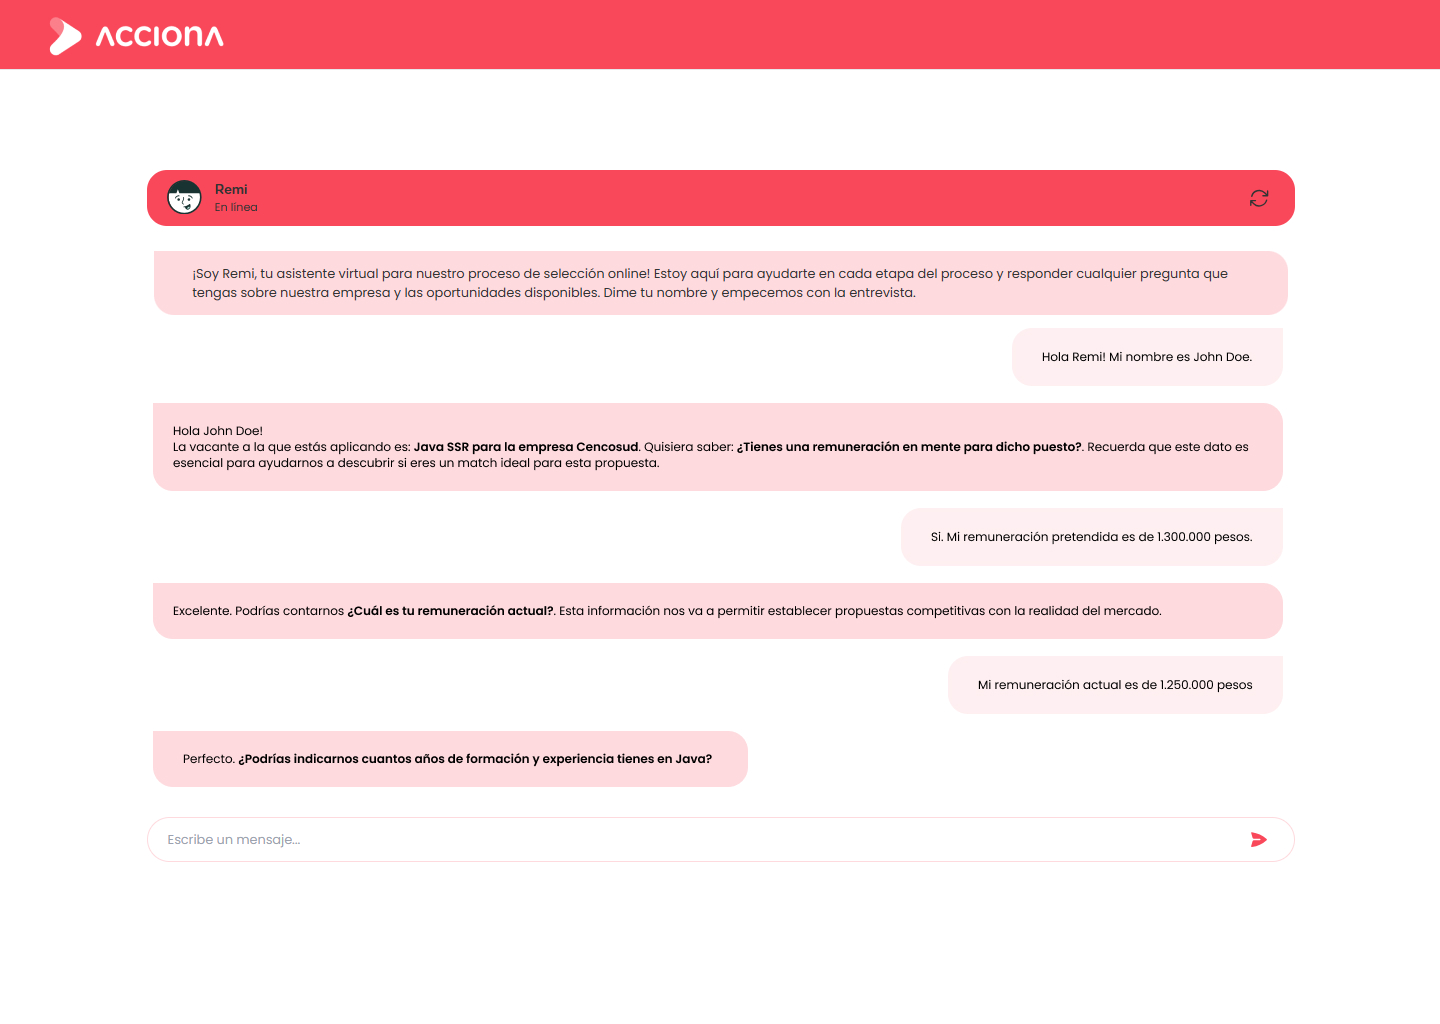 ACCIONA
Remi
En línea
¡Soy Remi, tu asistente virtual para nuestro proceso de selección online! Estoy aquí para ayudarte en cada etapa del proceso y responder cualquier pregunta que
tengas sobre nuestra empresa y las oportunidades disponibles. Dime tu nombre y empecemos con la entrevista.
Hola Remi! Mi nombre es John Doe.
Hola John Doe!
La vacante a la que estás aplicando es: Java SSR para la empresa Cencosud. Quisiera saber: ¿Tienes una remuneración en mente para dicho puesto?. Recuerda que este dato es
esencial para ayudarnos a descubrir si eres un match ideal para esta propuesta.
Si. Mi remuneración pretendida es de 1.300.000 pesos.
Excelente. Podrías contarnos ¿Cuál es tu remuneración actual?. Esta información nos va a permitir establecer propuestas competitivas con la realidad del mercado.
Mi remuneración actual es de 1.250.000 pesos
Perfecto. ¿Podrías indicarnos cuantos años de formación y experiencia tienes en Java?
Escribe un mensaje...